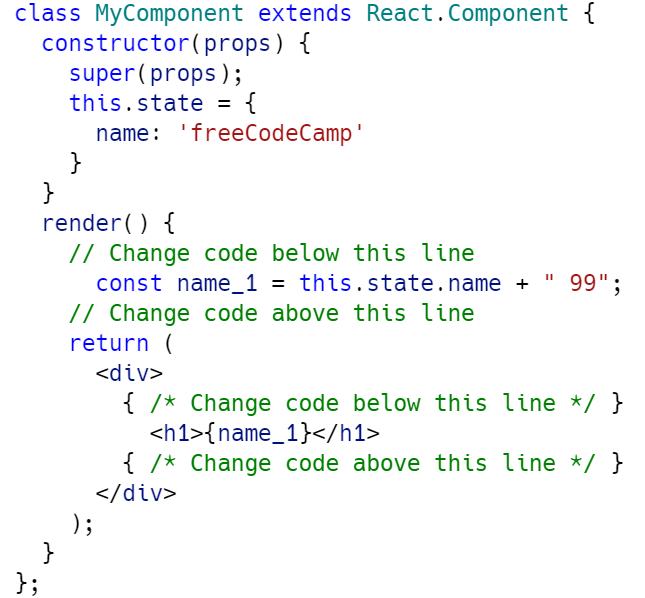 class MyComponent extends React.Component {
  constructor(props) {
    super(props);
    this.state = {
      name: 'freeCodeCamp'
    }
  }
  render() {
    // Change code below this line
      const name_1 = this.state.name + " 99";
    // Change code above this line
    return (
      <div>
        { /* Change code below this line */ }
          <h1>{name_1}</h1>
        { /* Change code above this line */ }
      </div>
    );
  }
};